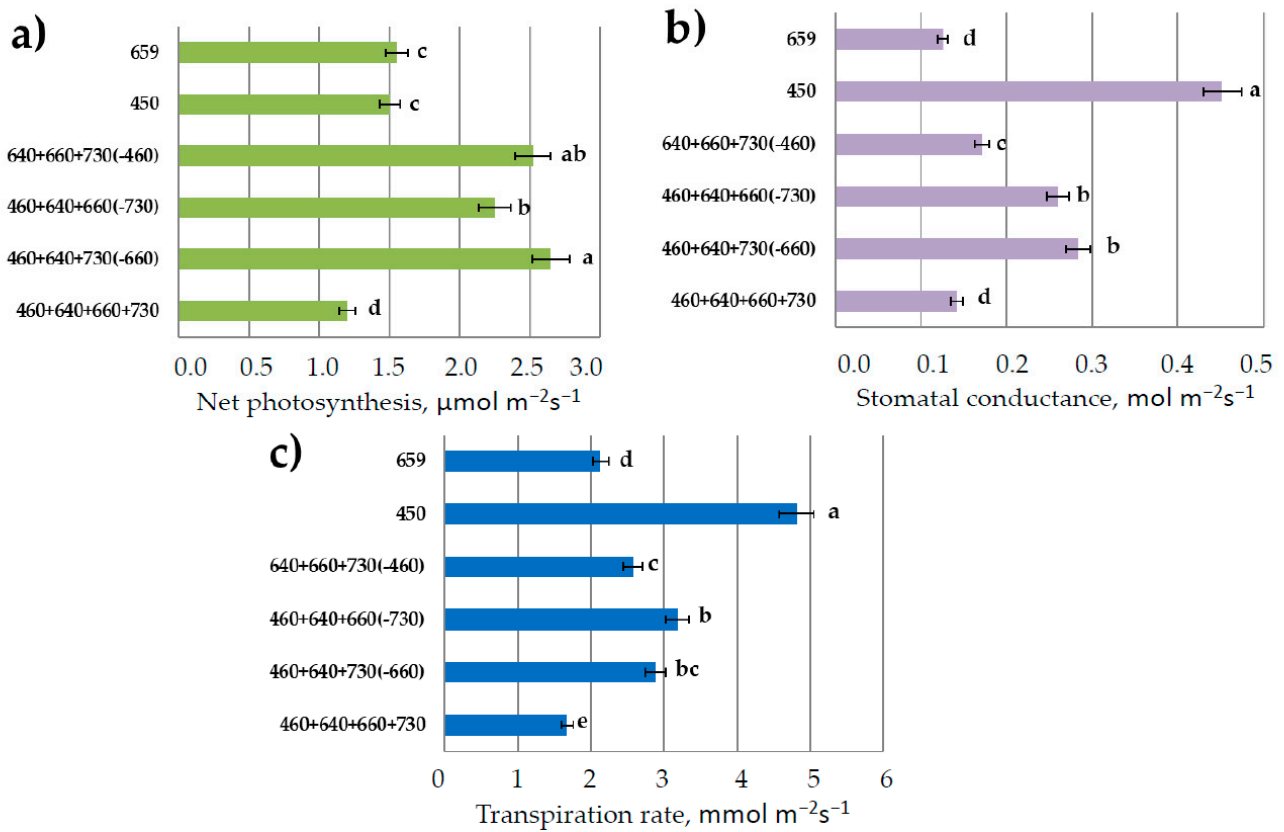 a)
659
c
450
c
640+660+730(-460)
ab
460+640+660(-730)
b
460+640+730(-660)
a
460+640+660+730
d
0.0 0.5 1.0 1.5 2.0 2.5 3.0
Net photosynthesis, μmol m⁻²s⁻¹
b)
659
d
450
a
640+660+730(-460)
c
460+640+660(-730)
b
460+640+730(-660)
b
460+640+660+730
d
0.0 0.1 0.2 0.3 0.4 0.5
Stomatal conductance, mol m⁻²s⁻¹
c)
659
d
450
a
640+660+730(-460)
c
460+640+660(-730)
b
460+640+730(-660)
bc
460+640+660+730
e
0 1 2 3 4 5 6
Transpiration rate, mmol m⁻²s⁻¹